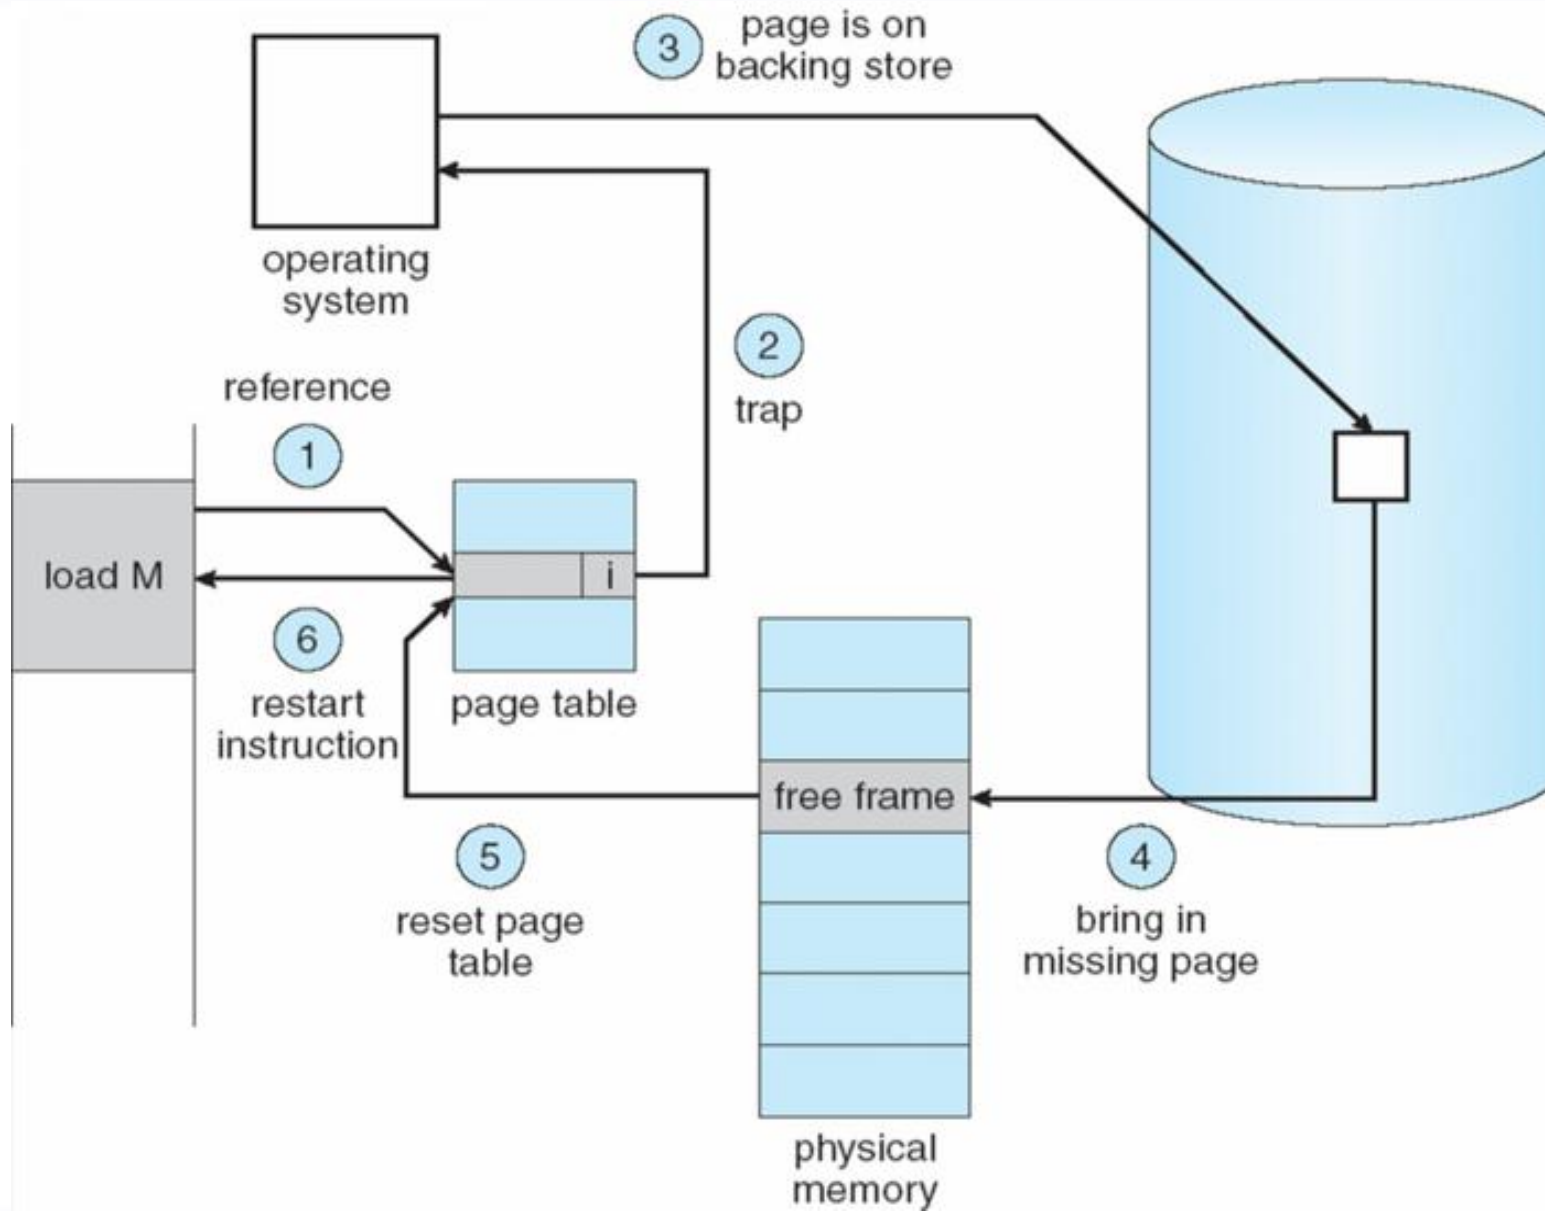 3
page is on
backing store
operating
system
2
trap
reference
1
load M
i
6
restart
instruction
page table
free frame
5
reset page
table
4
bring in
missing page
physical
memory